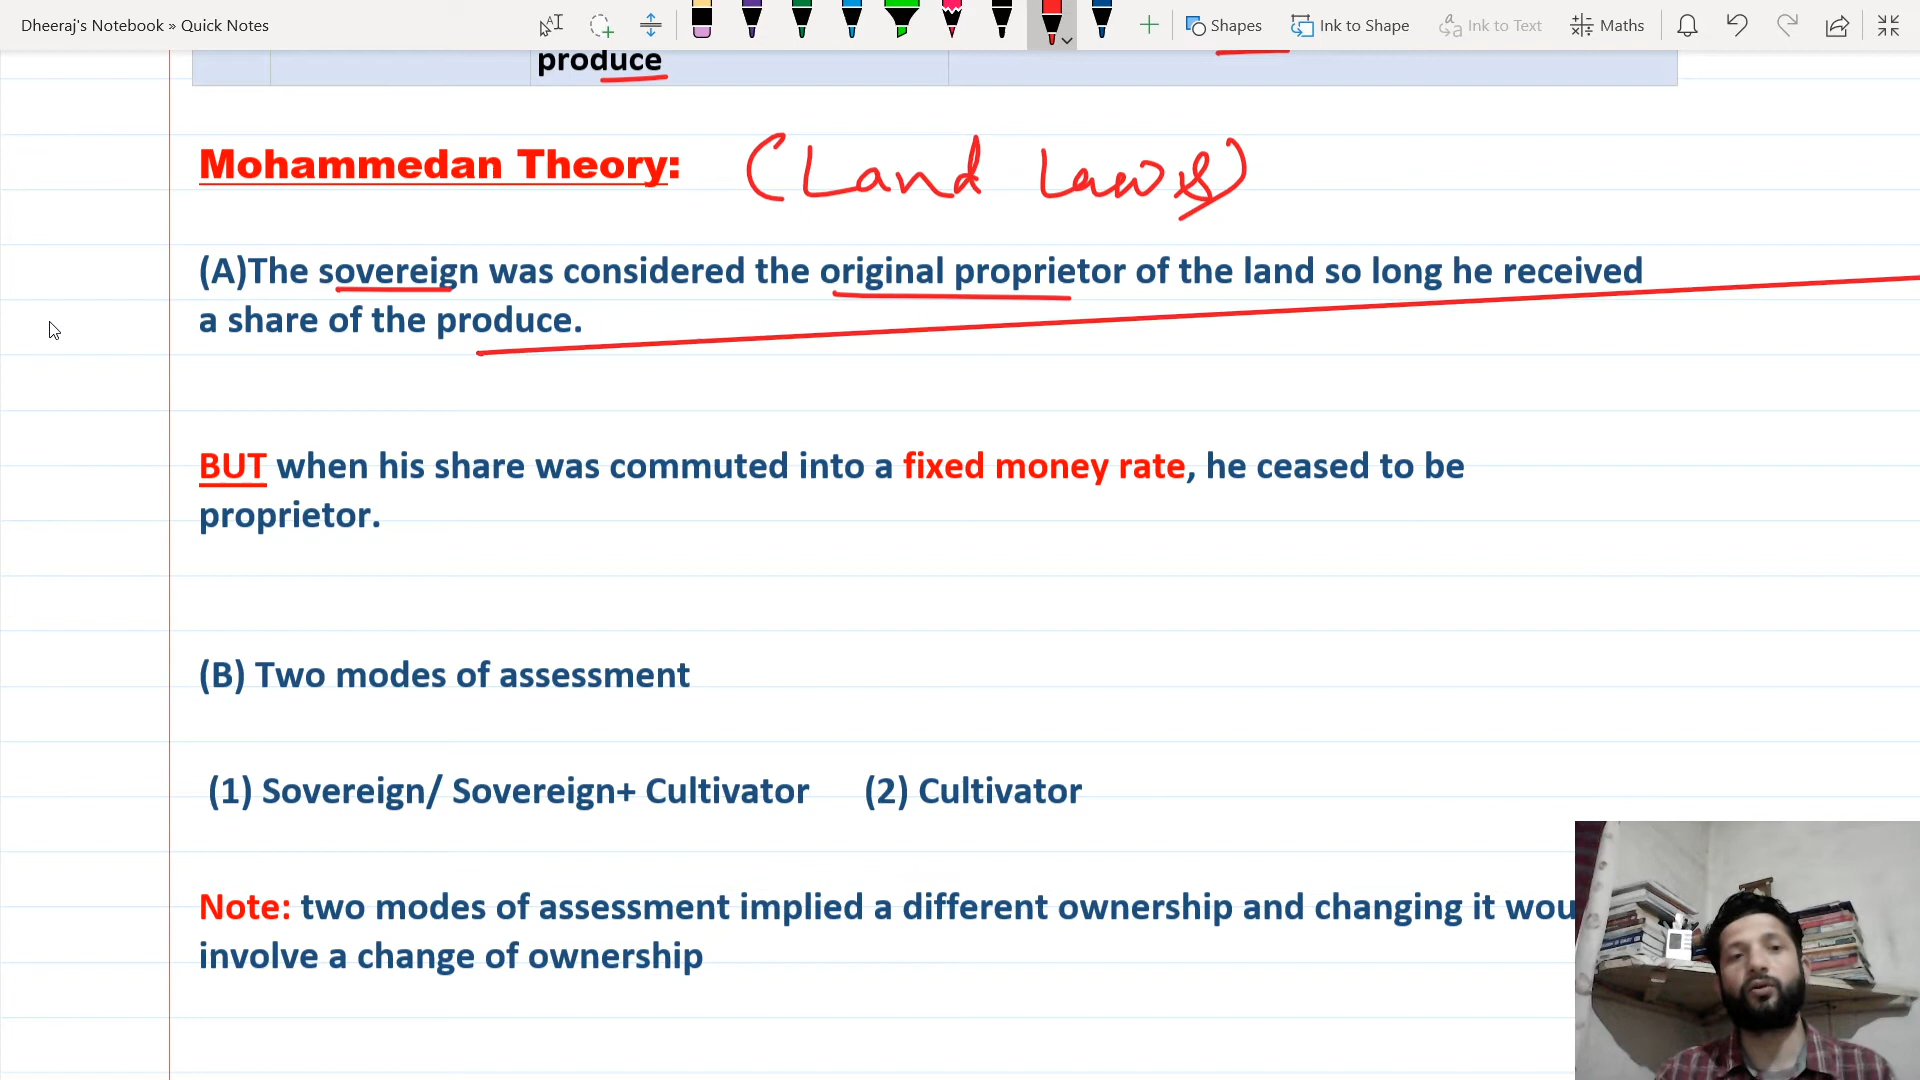 Dheeraj's Notebook » Quick Notes
Shapes
Ink to Shape
Ink to Text
Maths
produce
Mohammedan Theory: (Land Laws)
(A)The sovereign was considered the original proprietor of the land so long he received
a share of the produce.
BUT when his share was commuted into a fixed money rate, he ceased to be
proprietor.
(B) Two modes of assessment
(1) Sovereign/ Sovereign+ Cultivator (2) Cultivator
Note: two modes of assessment implied a different ownership and changing it wou
involve a change of ownership